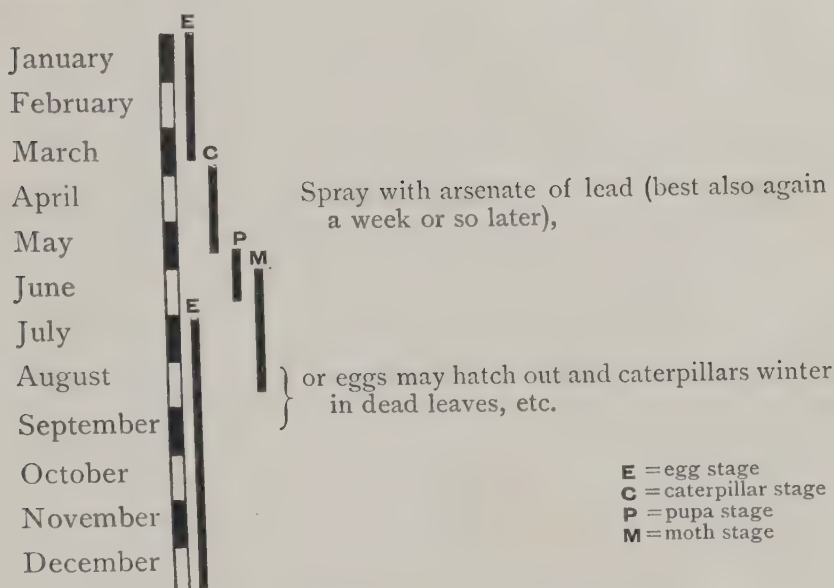 E
January
February
March
C
April
Spray with arsenate of lead (best also again
a week or so later),
May
P
M
June
E
July
August
or eggs may hatch out and caterpillars winter
in dead leaves, etc.
September
October
November
December
E = egg stage
C = caterpillar stage
P = pupa stage
M = moth stage